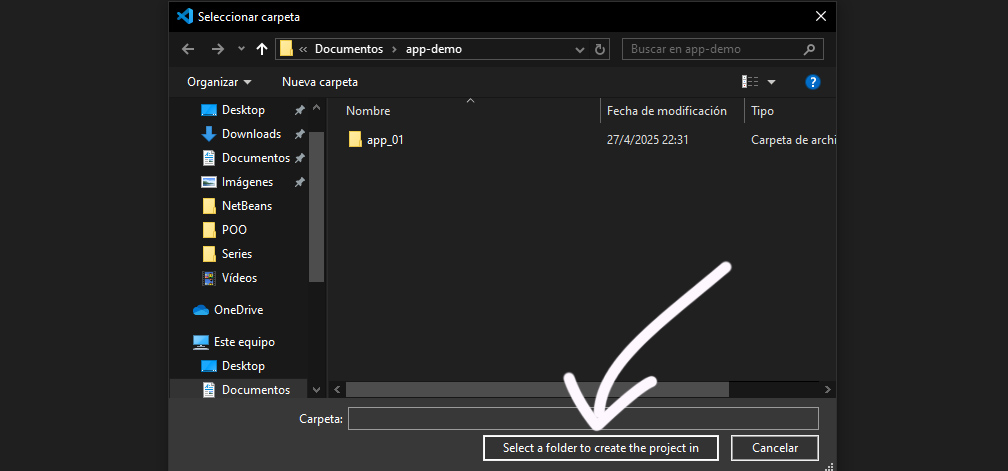 Seleccionar carpeta
« Documentos › app-demo
Buscar en app-demo
Organizar
Nueva carpeta
Desktop
Downloads
Documentos
Imágenes
NetBeans
POO
Series
Vídeos
OneDrive
Este equipo
Desktop
Documentos
Nombre Fecha de modificación Tipo
app_01 27/4/2025 22:31 Carpeta de archi
Carpeta:
Select a folder to create the project in
Cancelar